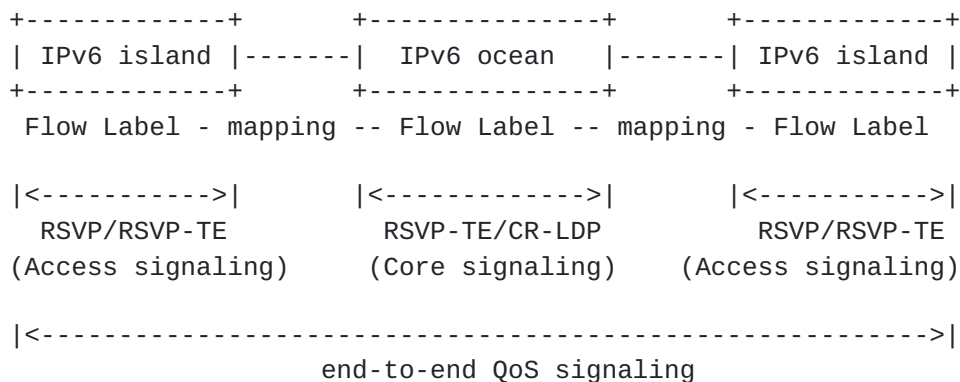 +-------------+       +---------------+       +-------------+
| IPv6 island |-------|  IPv6 ocean   |-------| IPv6 island |
+-------------+       +---------------+       +-------------+
 Flow Label - mapping -- Flow Label -- mapping - Flow Label
|<----------->|       |<------------->|       |<----------->|
  RSVP/RSVP-TE          RSVP-TE/CR-LDP          RSVP/RSVP-TE
(Access signaling)     (Core signaling)    (Access signaling)
|<--------------------------------------------------------->|
                    end-to-end QoS signaling